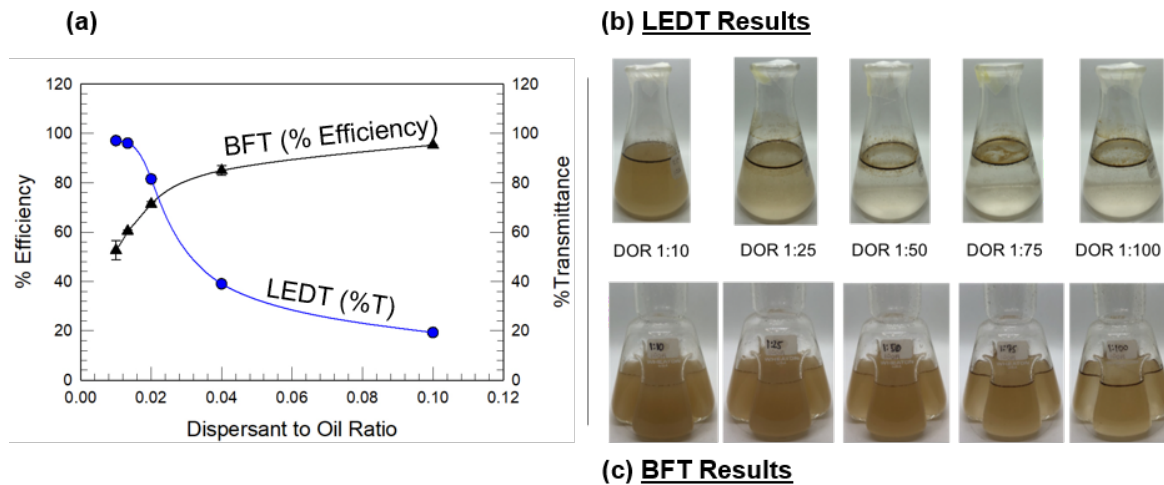 (a)
120
100
80
60
40
20
0
% Efficiency
120
100
80
60
40
20
0
%Transmittance
BFT (% Efficiency)
LEDT (%T)
0.00 0.02 0.04 0.06 0.08 0.10 0.12
Dispersant to Oil Ratio
(b) LEDT Results
DOR 1:10 DOR 1:25 DOR 1:50 DOR 1:75 DOR 1:100
1:10 1:25 1:50 1:75 1:100
(c) BFT Results